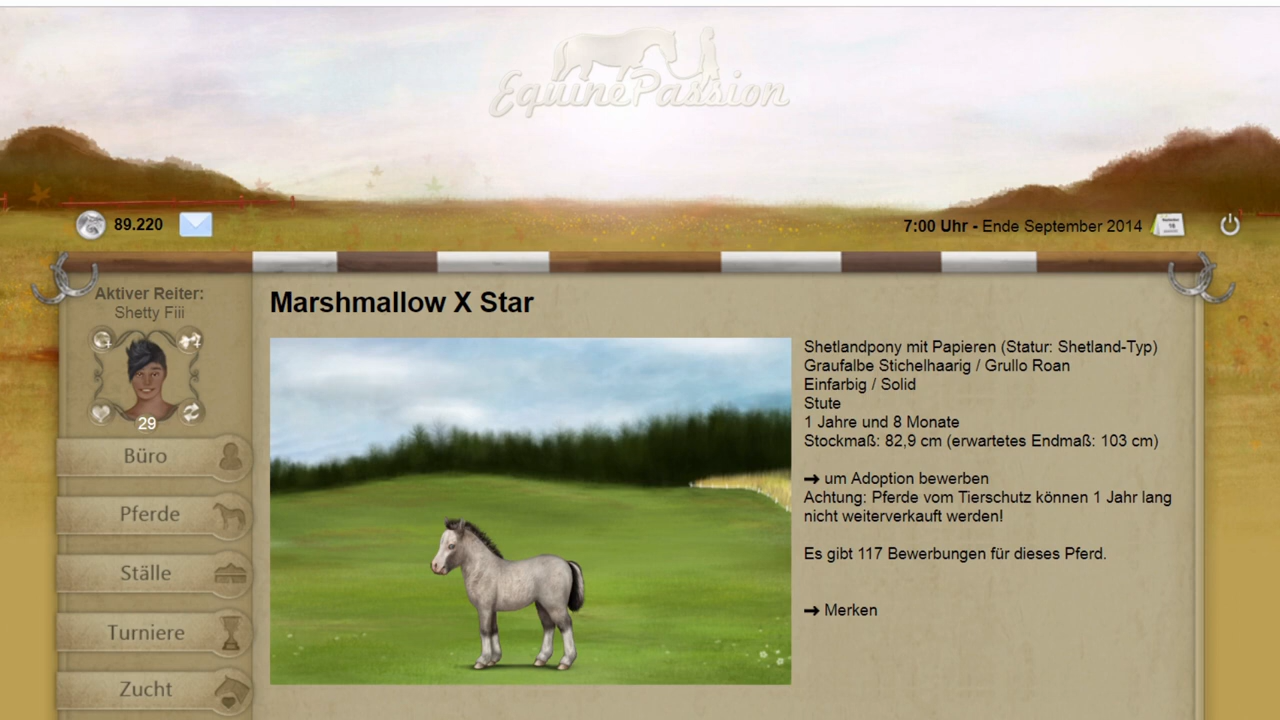 EquinePassion
89.220
7:00 Uhr - Ende September 2014
Aktiver Reiter:
Shetty Fiii
29
Büro
Pferde
Ställe
Turniere
Zucht
Marshmallow X Star
Shetlandpony mit Papieren (Statur: Shetland-Typ)
Graufalbe Stichelhaarig / Grullo Roan
Einfarbig / Solid
Stute
1 Jahre und 8 Monate
Stockmaß: 82,9 cm (erwartetes Endmaß: 103 cm)
➔ um Adoption bewerben
Achtung: Pferde vom Tierschutz können 1 Jahr lang
nicht weiterverkauft werden!
Es gibt 117 Bewerbungen für dieses Pferd.
➔ Merken